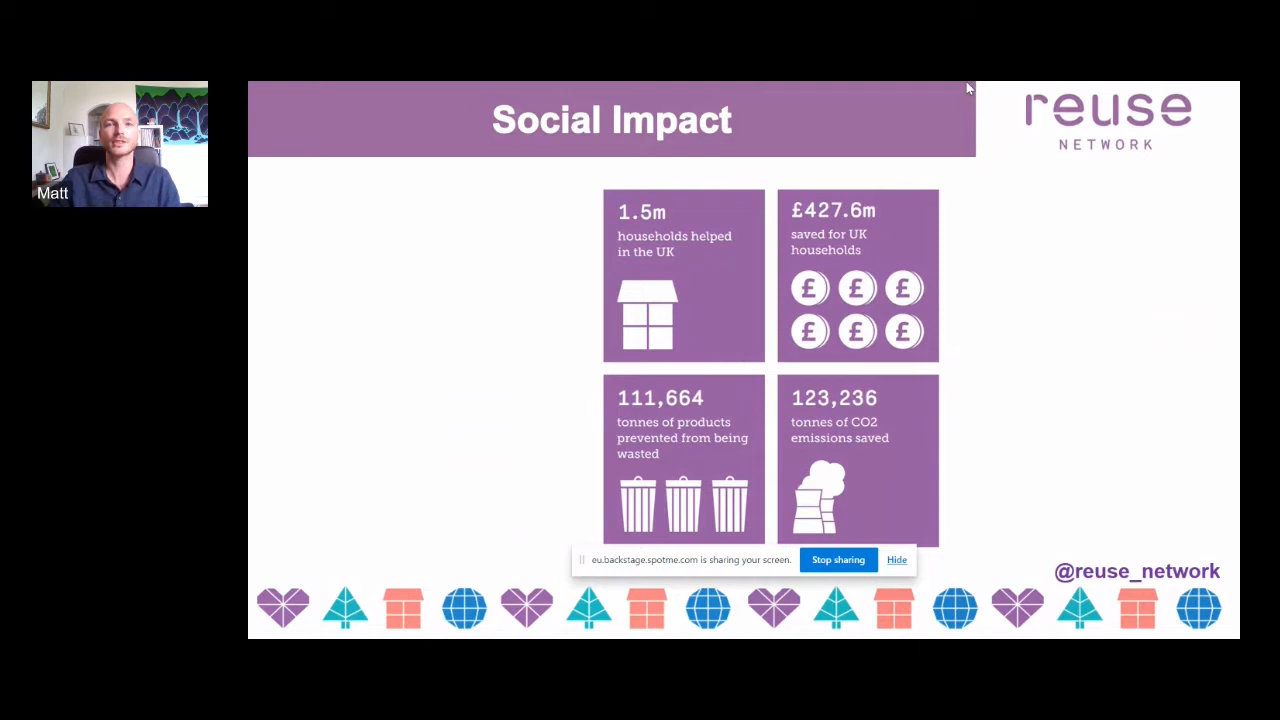 Social Impact
reuse
NETWORK
Matt
1.5m
households helped
in the UK
£427.6m
saved for UK
households
£ £ £
£ £ £
111,664
tonnes of products
prevented from being
wasted
123,236
tonnes of CO2
emissions saved
eu.backstage.spotme.com is sharing your screen.
Stop sharing
Hide
@reuse_network